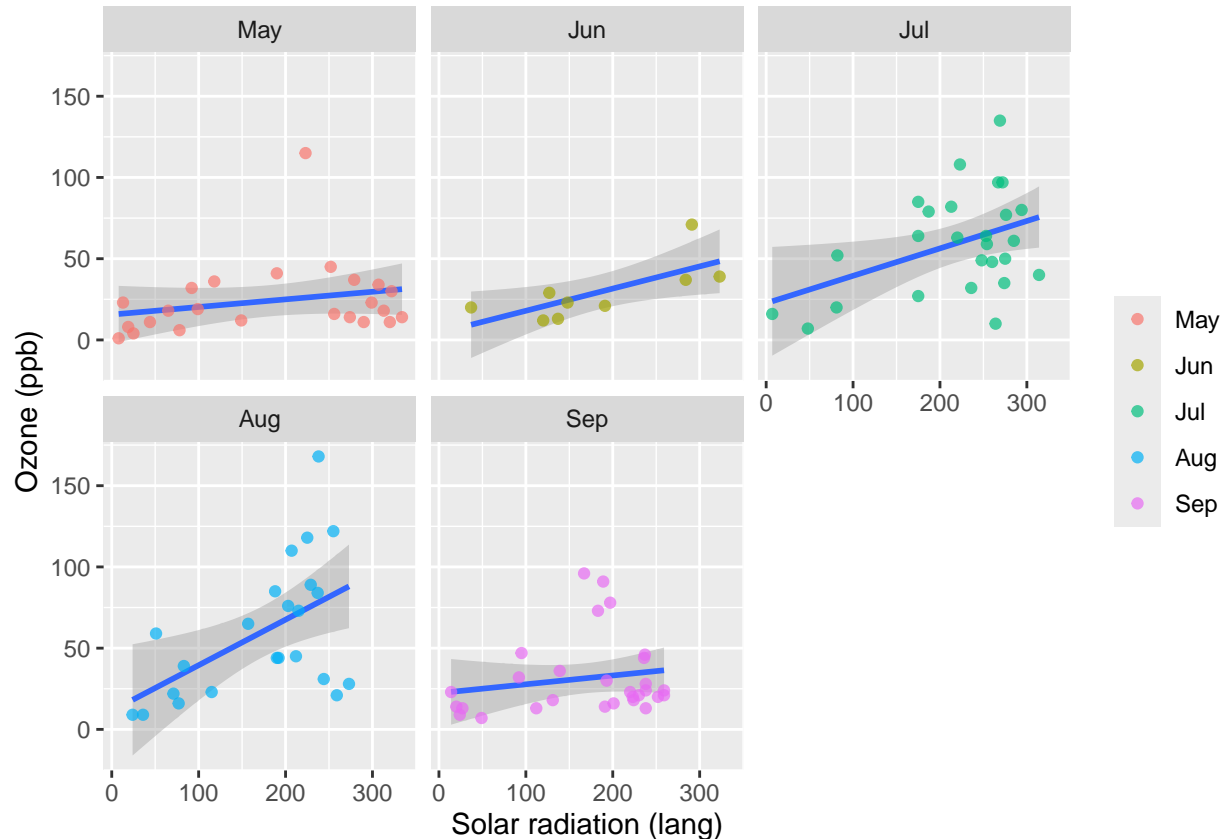 May Jun Jul
150
100
50
0
0 100 200 300
Aug Sep
150
100
50
0
0 100 200 300 0 100 200 300
Solar radiation (lang)
Ozone (ppb)
May
Jun
Jul
Aug
Sep